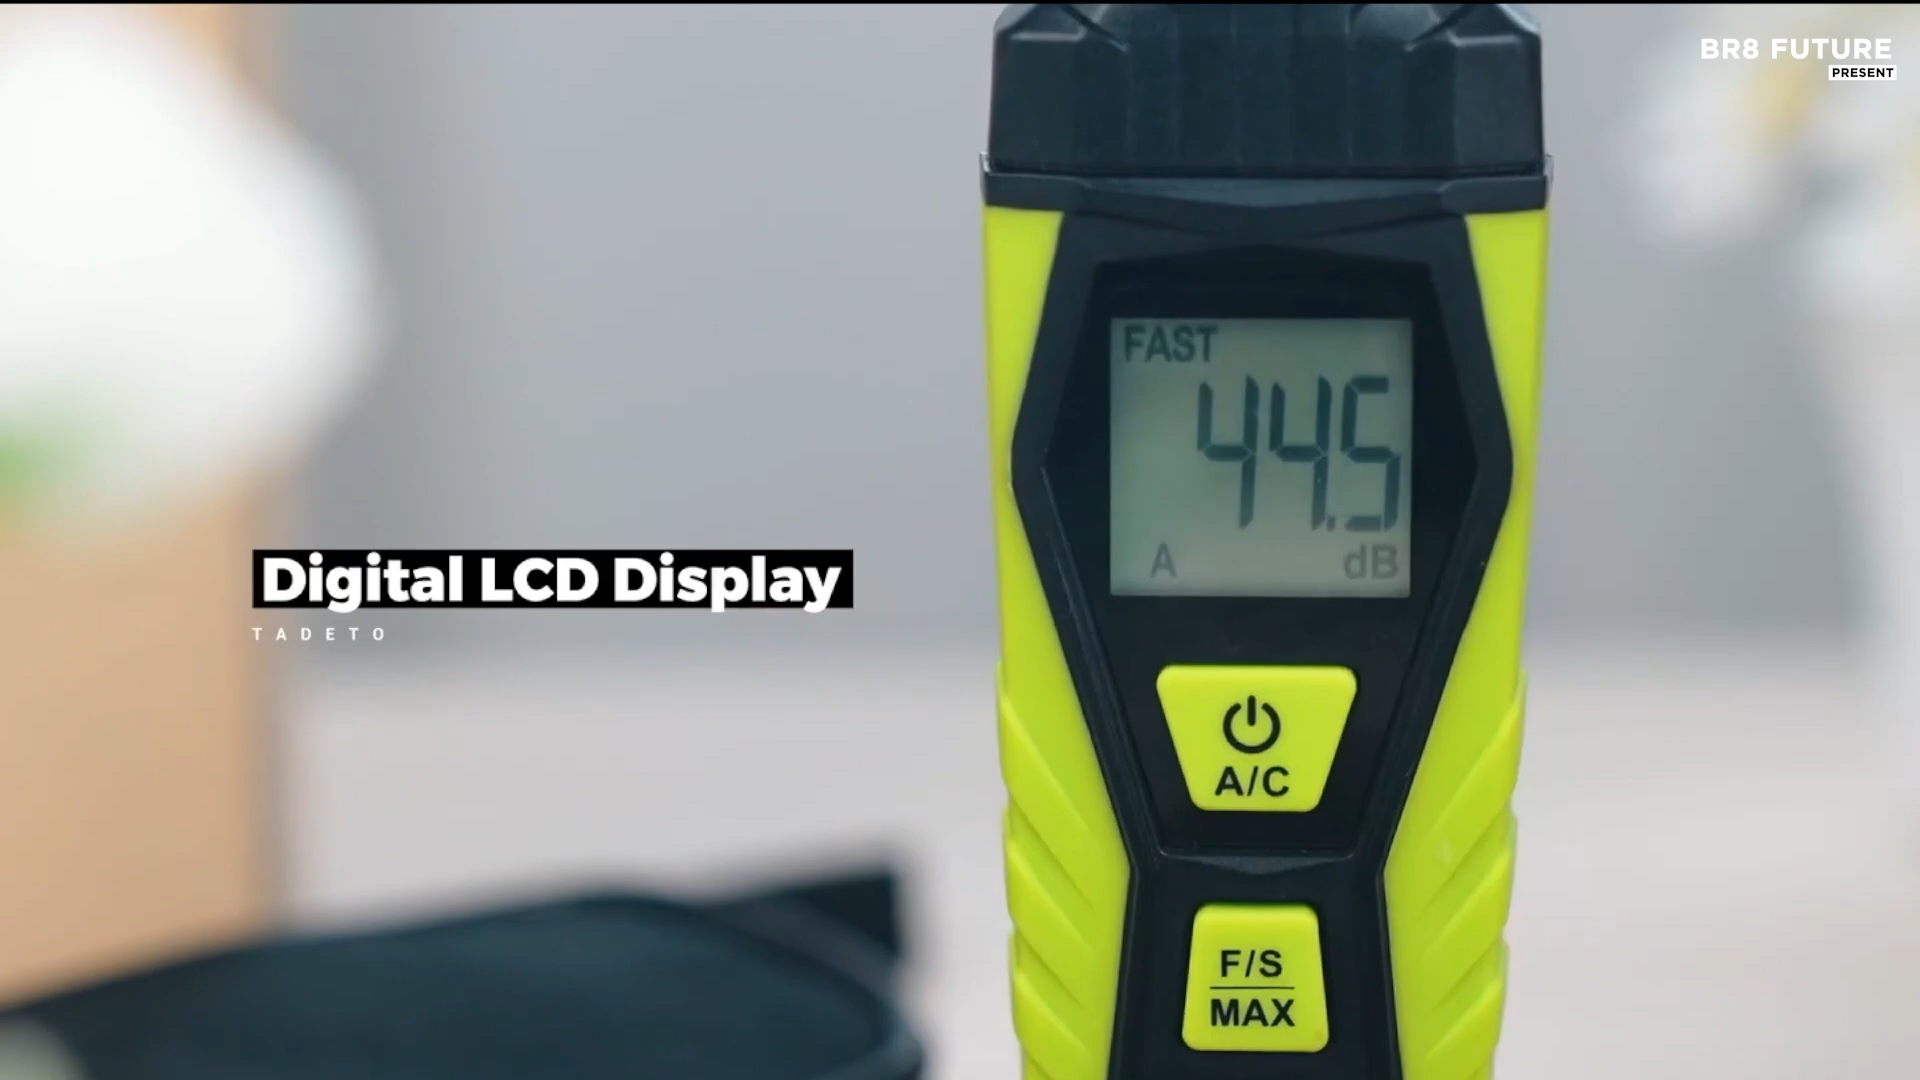 BR8 FUTURE
PRESENT
FAST
44.5
A dB
Digital LCD Display
TADETO
A/C
F/S
MAX